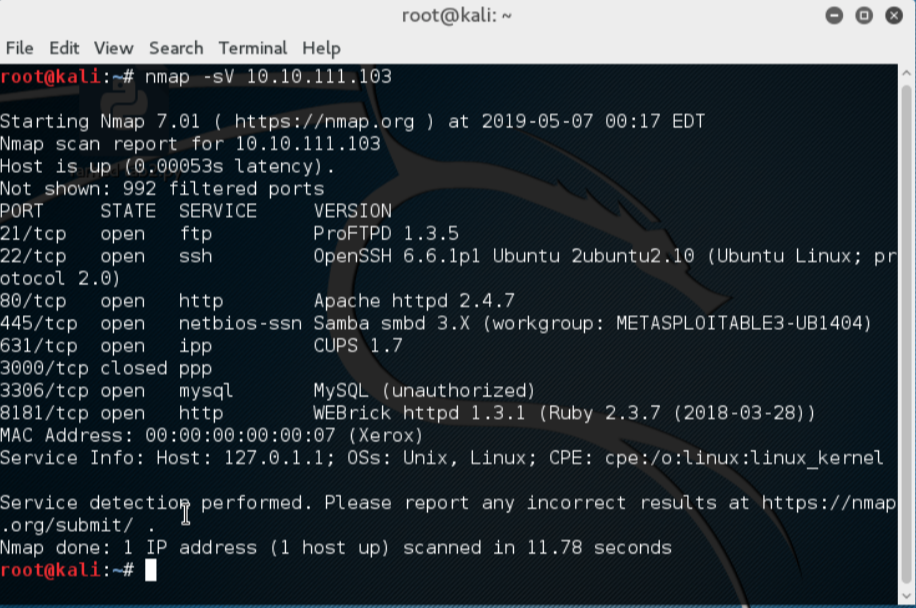 root@kali: ~
File Edit View Search Terminal Help
root@kali:~# nmap -sV 10.10.111.103
Starting Nmap 7.01 ( https://nmap.org ) at 2019-05-07 00:17 EDT
Nmap scan report for 10.10.111.103
Host is up (0.00053s latency).
Not shown: 992 filtered ports
PORT     STATE  SERVICE     VERSION
21/tcp   open   ftp         ProFTPD 1.3.5
22/tcp   open   ssh         OpenSSH 6.6.1p1 Ubuntu 2ubuntu2.10 (Ubuntu Linux; pr
otocol 2.0)
80/tcp   open   http        Apache httpd 2.4.7
445/tcp  open   netbios-ssn Samba smbd 3.X (workgroup: METASPLOITABLE3-UB1404)
631/tcp  open   ipp         CUPS 1.7
3000/tcp closed ppp
3306/tcp open   mysql       MySQL (unauthorized)
8181/tcp open   http        WEBrick httpd 1.3.1 (Ruby 2.3.7 (2018-03-28))
MAC Address: 00:00:00:00:00:07 (Xerox)
Service Info: Host: 127.0.1.1; OSs: Unix, Linux; CPE: cpe:/o:linux:linux_kernel
Service detection performed. Please report any incorrect results at https://nmap
.org/submit/ .
Nmap done: 1 IP address (1 host up) scanned in 11.78 seconds
root@kali:~#